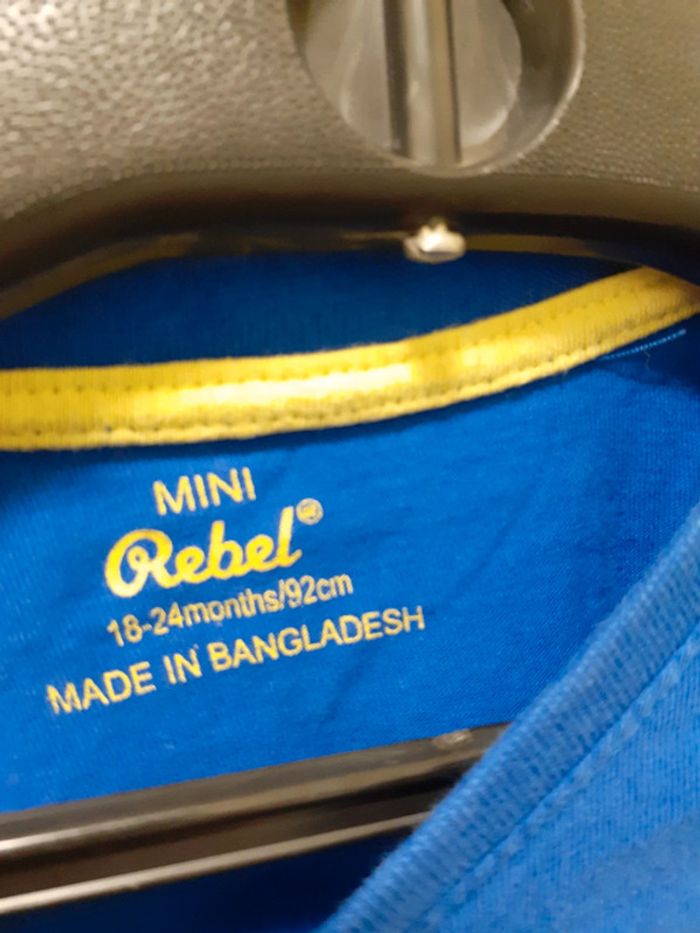 MINI
Rebel®
18-24months/92cm
MADE IN BANGLADESH